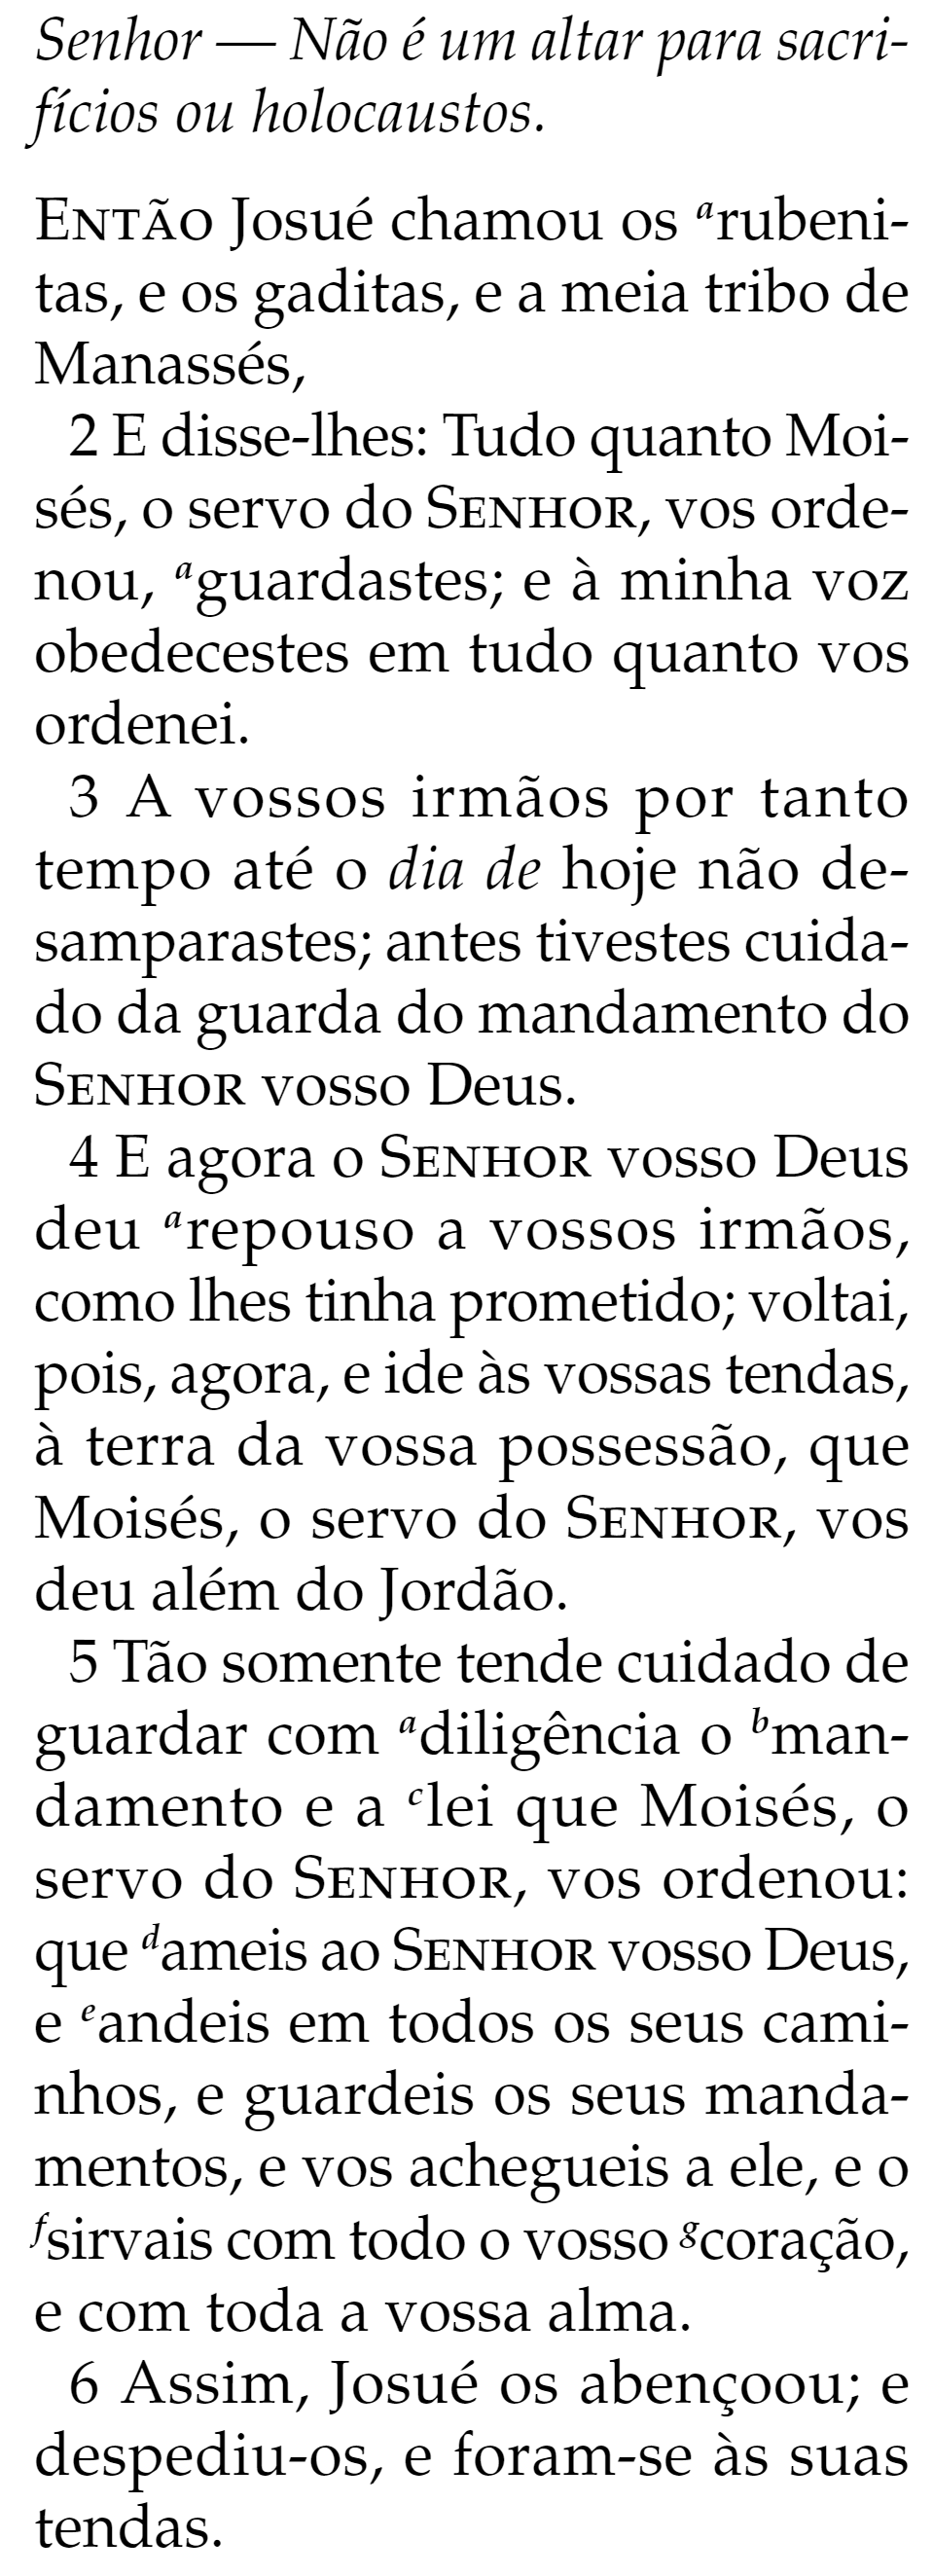 Senhor — Não é um altar para sacri-
fícios ou holocaustos.
ENTÃO Josué chamou os arubeni-
tas, e os gaditas, e a meia tribo de
Manassés,
2 E disse-lhes: Tudo quanto Moi-
sés, o servo do SENHOR, vos orde-
nou, aguardastes; e à minha voz
obedecestes em tudo quanto vos
ordenei.
3 A vossos irmãos por tanto
tempo até o dia de hoje não de-
samparastes; antes tivestes cuida-
do da guarda do mandamento do
SENHOR vosso Deus.
4 E agora o SENHOR vosso Deus
deu arepouso a vossos irmãos,
como lhes tinha prometido; voltai,
pois, agora, e ide às vossas tendas,
à terra da vossa possessão, que
Moisés, o servo do SENHOR, vos
deu além do Jordão.
5 Tão somente tende cuidado de
guardar com adiligência o bman-
damento e a clei que Moisés, o
servo do SENHOR, vos ordenou:
que dameis ao SENHOR vosso Deus,
e eandeis em todos os seus cami-
nhos, e guardeis os seus manda-
mentos, e vos achegueis a ele, e o
fsirvais com todo o vosso gcoração,
e com toda a vossa alma.
6 Assim, Josué os abençoou; e
despediu-os, e foram-se às suas
tendas.